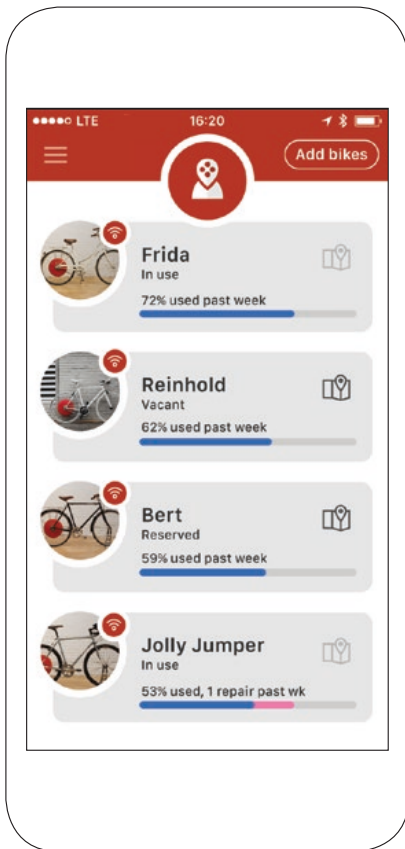 LTE
16:20
Add bikes
Frida
In use
72% used past week
Reinhold
Vacant
62% used past week
Bert
Reserved
59% used past week
Jolly Jumper
In use
53% used, 1 repair past wk